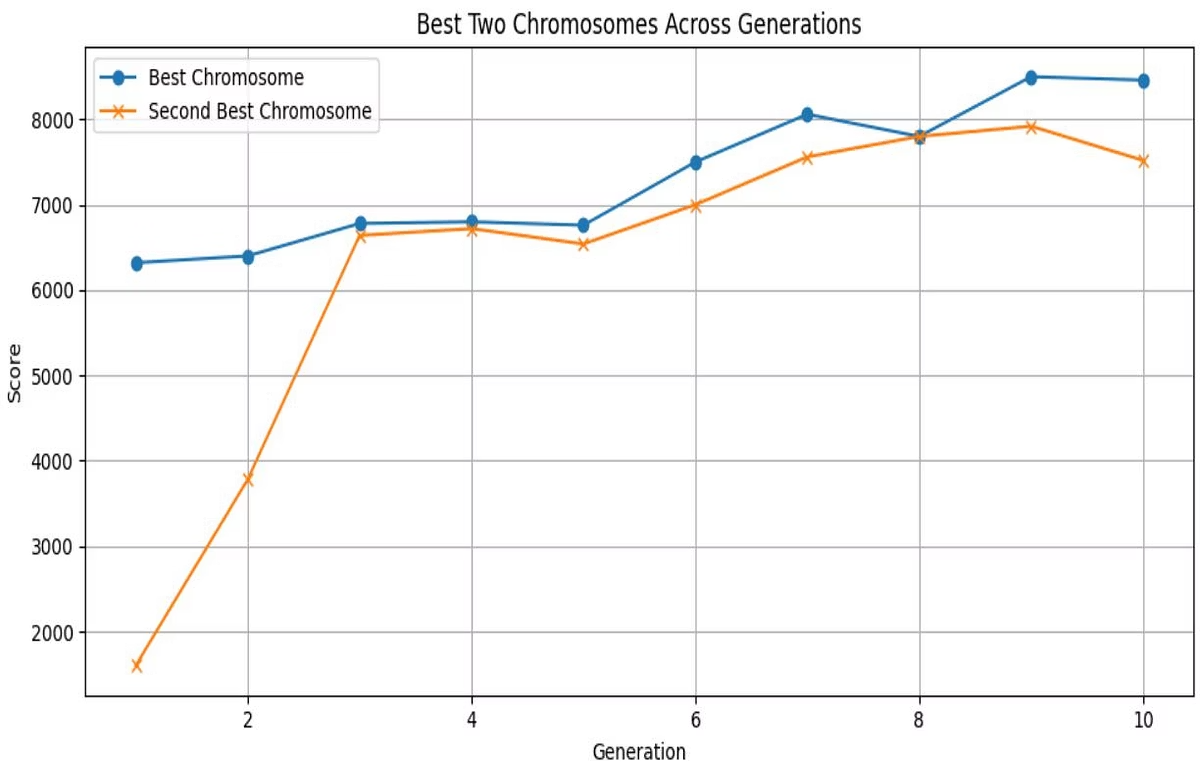 Best Two Chromosomes Across Generations
Best Chromosome
Second Best Chromosome
8000
7000
6000
5000
4000
3000
2000
Score
2 4 6 8 10
Generation